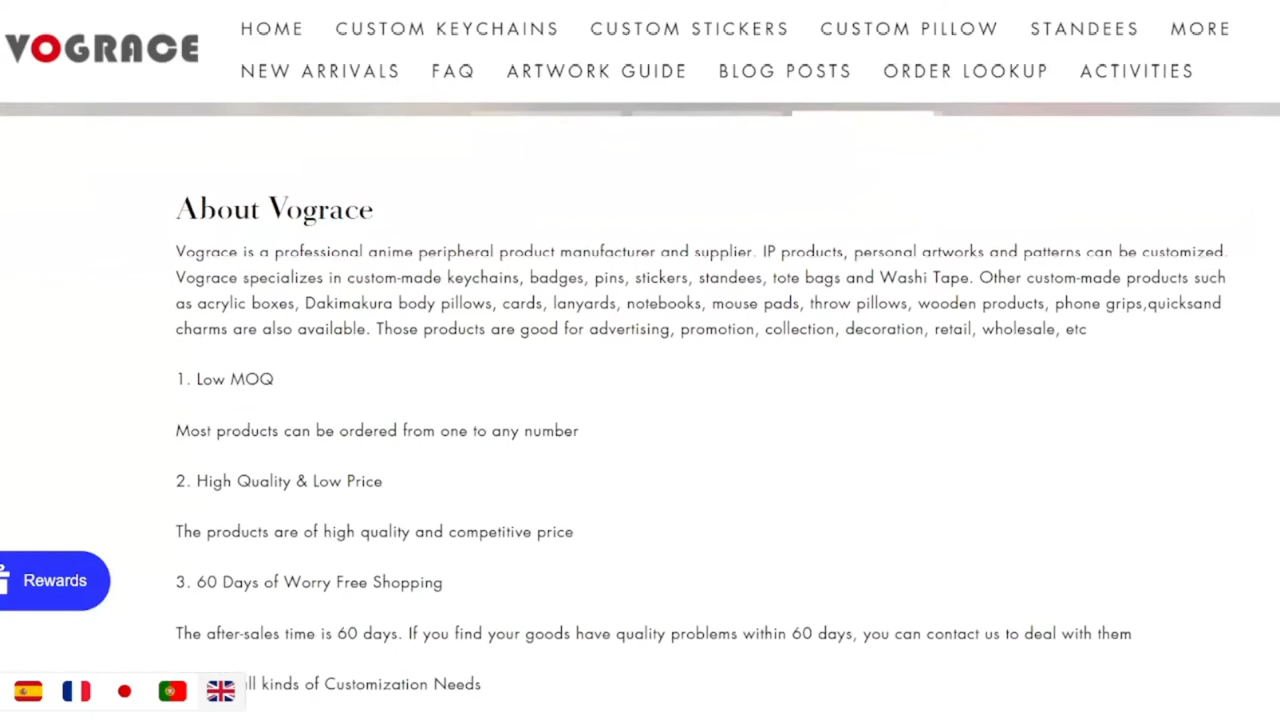 VOGRACE
HOME CUSTOM KEYCHAINS CUSTOM STICKERS CUSTOM PILLOW STANDEES MORE
NEW ARRIVALS FAQ ARTWORK GUIDE BLOG POSTS ORDER LOOKUP ACTIVITIES
About Vograce
Vograce is a professional anime peripheral product manufacturer and supplier. IP products, personal artworks and patterns can be customized.
Vograce specializes in custom-made keychains, badges, pins, stickers, standees, tote bags and Washi Tape. Other custom-made products such
as acrylic boxes, Dakimakura body pillows, cards, lanyards, notebooks, mouse pads, throw pillows, wooden products, phone grips,quicksand
charms are also available. Those products are good for advertising, promotion, collection, decoration, retail, wholesale, etc
1. Low MOQ
Most products can be ordered from one to any number
2. High Quality & Low Price
The products are of high quality and competitive price
3. 60 Days of Worry Free Shopping
Rewards
The after-sales time is 60 days. If you find your goods have quality problems within 60 days, you can contact us to deal with them
kinds of Customization Needs